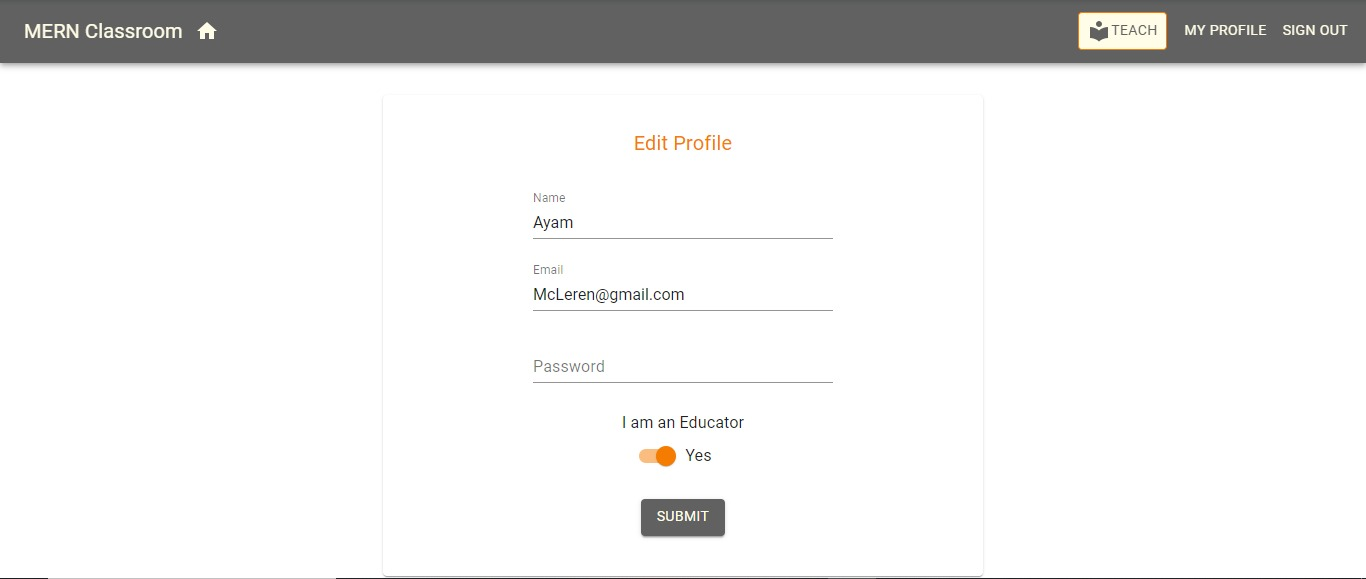 MERN Classroom TEACH MY PROFILE SIGN OUT
Edit Profile
Name
Ayam
Email
McLeren@gmail.com
Password
I am an Educator
Yes
SUBMIT